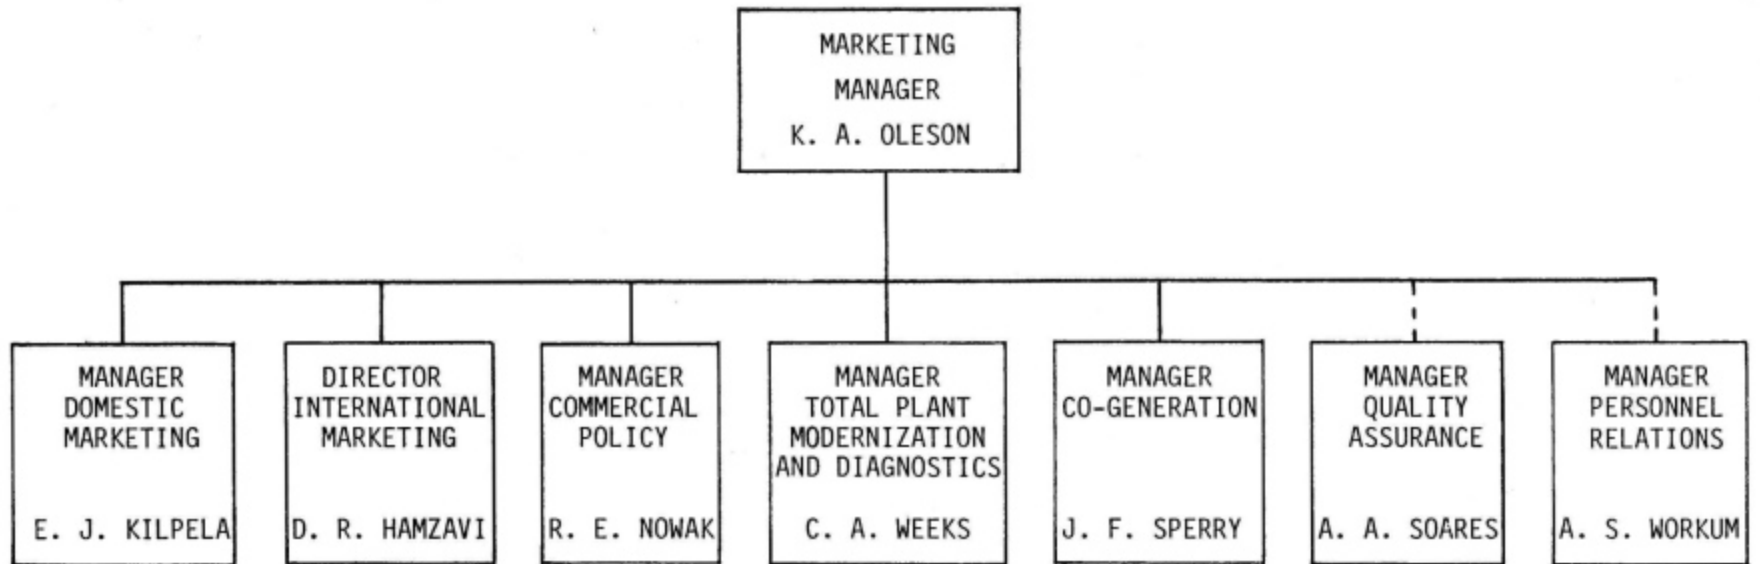 MARKETING
MANAGER
K. A. OLESON
MANAGER
DOMESTIC
MARKETING
E. J. KILPELA
DIRECTOR
INTERNATIONAL
MARKETING
D. R. HAMZAVI
MANAGER
COMMERCIAL
POLICY
R. E. NOWAK
MANAGER
TOTAL PLANT
MODERNIZATION
AND DIAGNOSTICS
C. A. WEEKS
MANAGER
CO-GENERATION
J. F. SPERRY
MANAGER
QUALITY
ASSURANCE
A. A. SOARES
MANAGER
PERSONNEL
RELATIONS
A. S. WORKUM